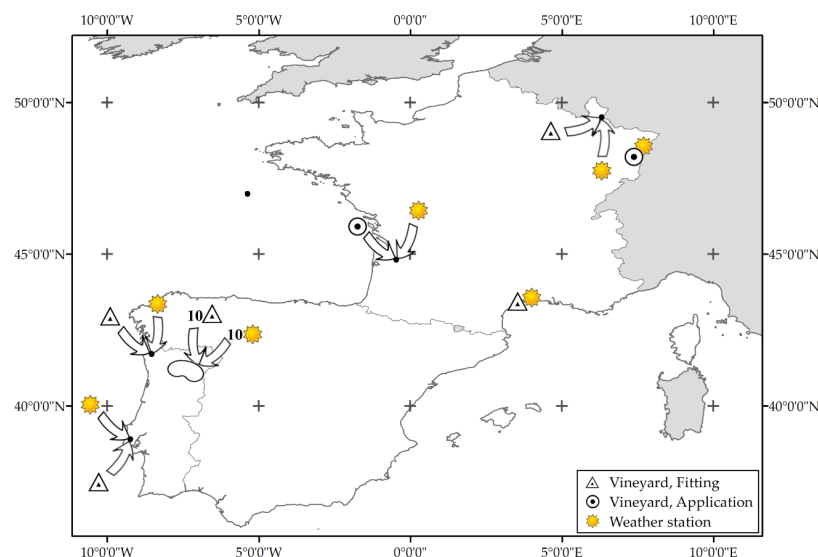 10°0'0"W 5°0'0"W 0°0'0" 5°0'0"E 10°0'0"E
50°0'0"N 50°0'0"N
45°0'0"N 45°0'0"N
10
10
40°0'0"N 40°0'0"N
Vineyard, Fitting
Vineyard, Application
Weather station
10°0'0"W 5°0'0"W 0°0'0" 5°0'0"E 10°0'0"E